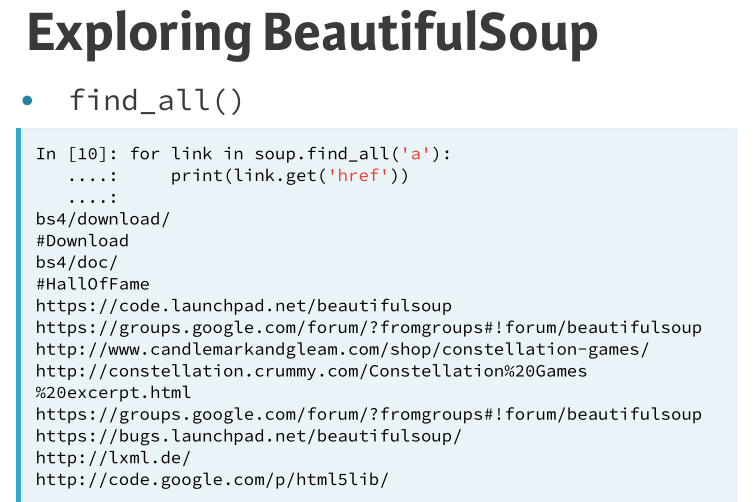 Exploring BeautifulSoup
• find_all()
In [10]: for link in soup.find_all('a'):
   ....:     print(link.get('href'))
   ....:
bs4/download/
#Download
bs4/doc/
#HallOfFame
https://code.launchpad.net/beautifulsoup
https://groups.google.com/forum/?fromgroups#!forum/beautifulsoup
http://www.candlemarkandgleam.com/shop/constellation-games/
http://constellation.crummy.com/Constellation%20Games
%20excerpt.html
https://groups.google.com/forum/?fromgroups#!forum/beautifulsoup
https://bugs.launchpad.net/beautifulsoup/
http://lxml.de/
http://code.google.com/p/html5lib/